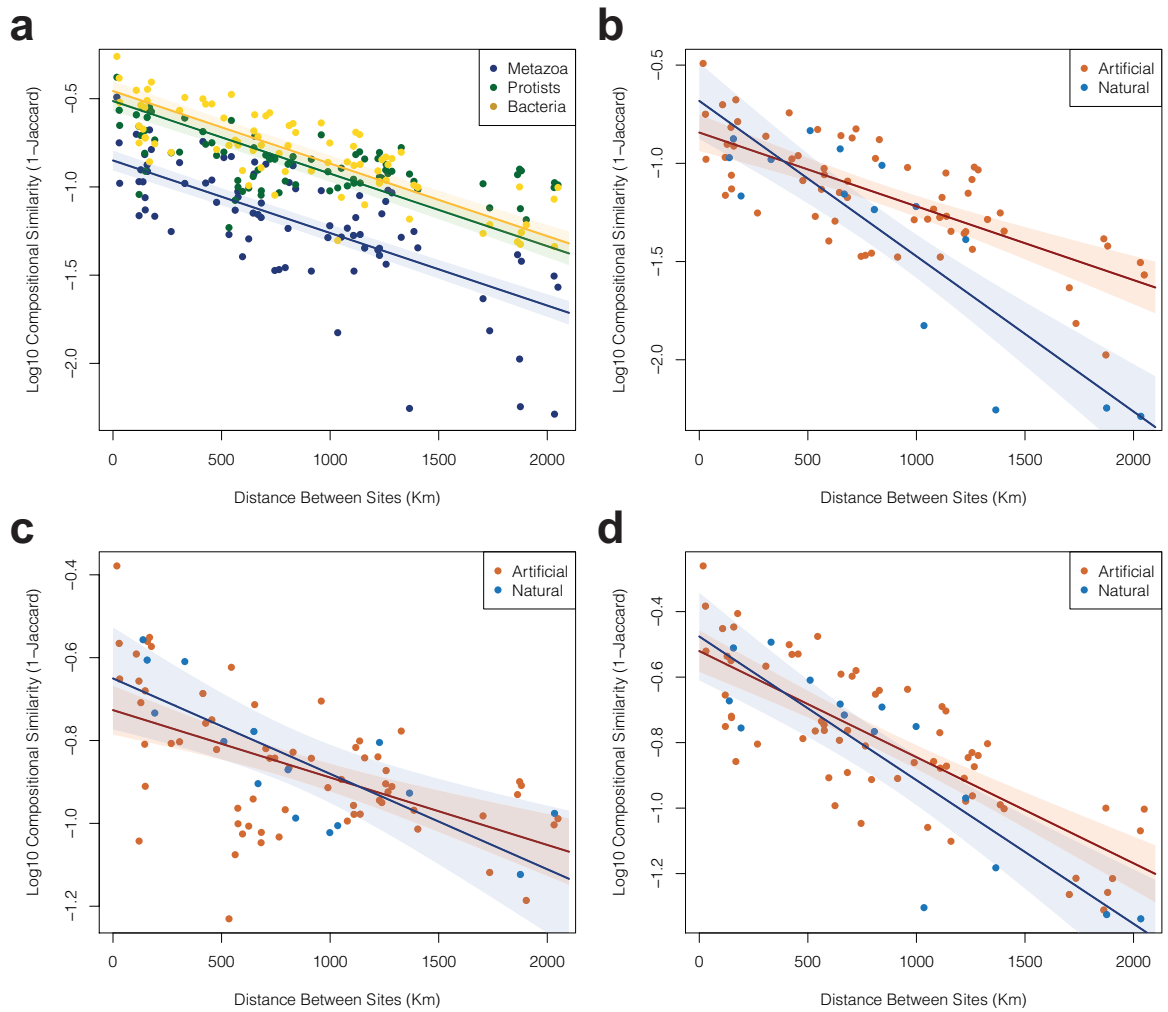 a
Metazoa
Protists
Bacteria
Log10 Compositional Similarity (1−Jaccard)
−0.5
−1.0
−1.5
−2.0
0 500 1000 1500 2000
Distance Between Sites (Km)
b
Artificial
Natural
Log10 Compositional Similarity (1−Jaccard)
−0.5
−1.0
−1.5
−2.0
0 500 1000 1500 2000
Distance Between Sites (Km)
c
Artificial
Natural
Log10 Compositional Similarity (1−Jaccard)
−0.4
−0.6
−0.8
−1.0
−1.2
0 500 1000 1500 2000
Distance Between Sites (Km)
d
Artificial
Natural
Log10 Compositional Similarity (1−Jaccard)
−0.4
−0.6
−0.8
−1.0
−1.2
0 500 1000 1500 2000
Distance Between Sites (Km)